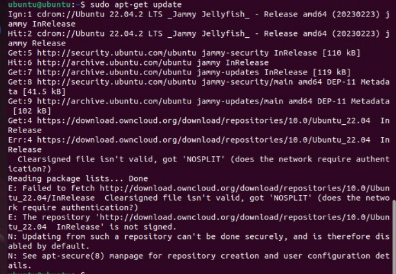 ubuntu@ubuntu:~$ sudo apt-get update
Ign:1 cdrom://Ubuntu 22.04.2 LTS _Jammy Jellyfish_ - Release amd64 (20230223) j
ammy InRelease
Hit:2 cdrom://Ubuntu 22.04.2 LTS _Jammy Jellyfish_ - Release amd64 (20230223) j
ammy Release
Get:5 http://security.ubuntu.com/ubuntu jammy-security InRelease [110 kB]
Hit:6 http://archive.ubuntu.com/ubuntu jammy InRelease
Get:7 http://archive.ubuntu.com/ubuntu jammy-updates InRelease [119 kB]
Get:8 http://security.ubuntu.com/ubuntu jammy-security/main amd64 DEP-11 Metada
ta [41.5 kB]
Get:9 http://archive.ubuntu.com/ubuntu jammy-updates/main amd64 DEP-11 Metadata
[102 kB]
Get:4 https://download.owncloud.org/download/repositories/10.0/Ubuntu_22.04 In
Release
Err:4 https://download.owncloud.org/download/repositories/10.0/Ubuntu_22.04 In
Release
Clearsigned file isn't valid, got 'NOSPLIT' (does the network require authent
ication?)
Reading package lists... Done
E: Failed to fetch http://download.owncloud.org/download/repositories/10.0/Ubun
tu_22.04/InRelease Clearsigned file isn't valid, got 'NOSPLIT' (does the netwo
rk require authentication?)
E: The repository 'http://download.owncloud.org/download/repositories/10.0/Ubun
tu_22.04 InRelease' is not signed.
N: Updating from such a repository can't be done securely, and is therefore dis
abled by default.
N: See apt-secure(8) manpage for repository creation and user configuration det
ails.